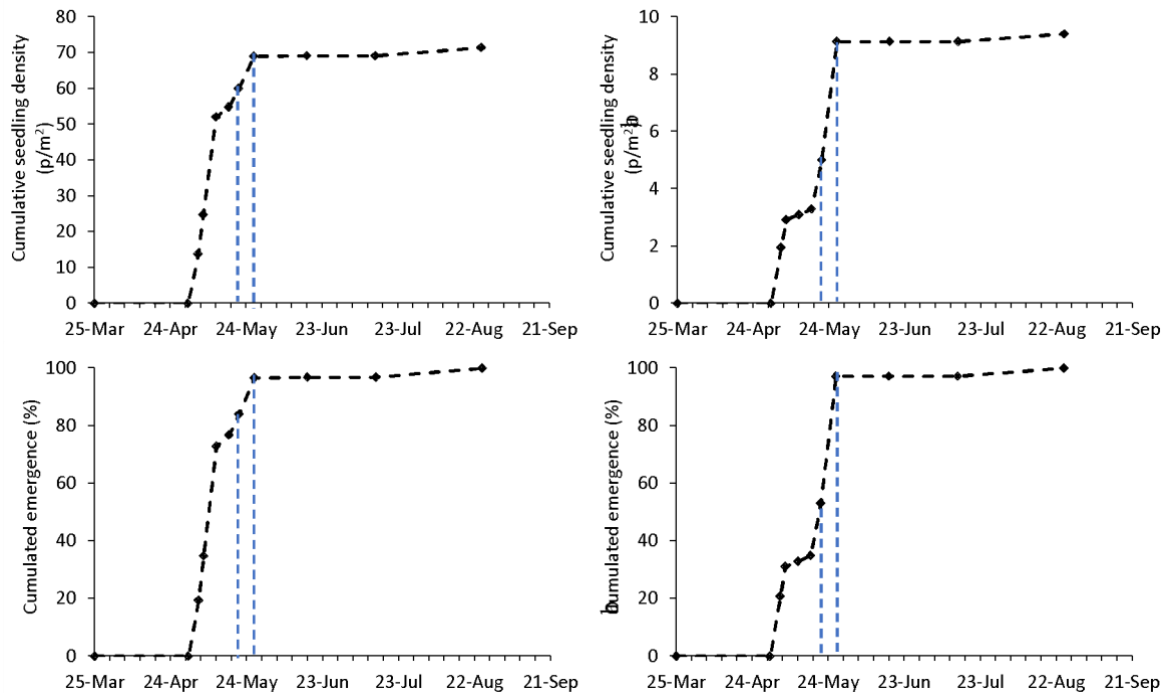 Cumulative seedling density
(p/m²)
80
70
60
50
40
30
20
10
0
25-Mar 24-Apr 24-May 23-Jun 23-Jul 22-Aug 21-Sep
Cumulative seedling density
(p/m²)
10
8
6
4
2
0
25-Mar 24-Apr 24-May 23-Jun 23-Jul 22-Aug 21-Sep
Cumulated emergence (%)
100
80
60
40
20
0
25-Mar 24-Apr 24-May 23-Jun 23-Jul 22-Aug 21-Sep
umulated emergence (%)
100
80
60
40
20
0
25-Mar 24-Apr 24-May 23-Jun 23-Jul 22-Aug 21-Sep